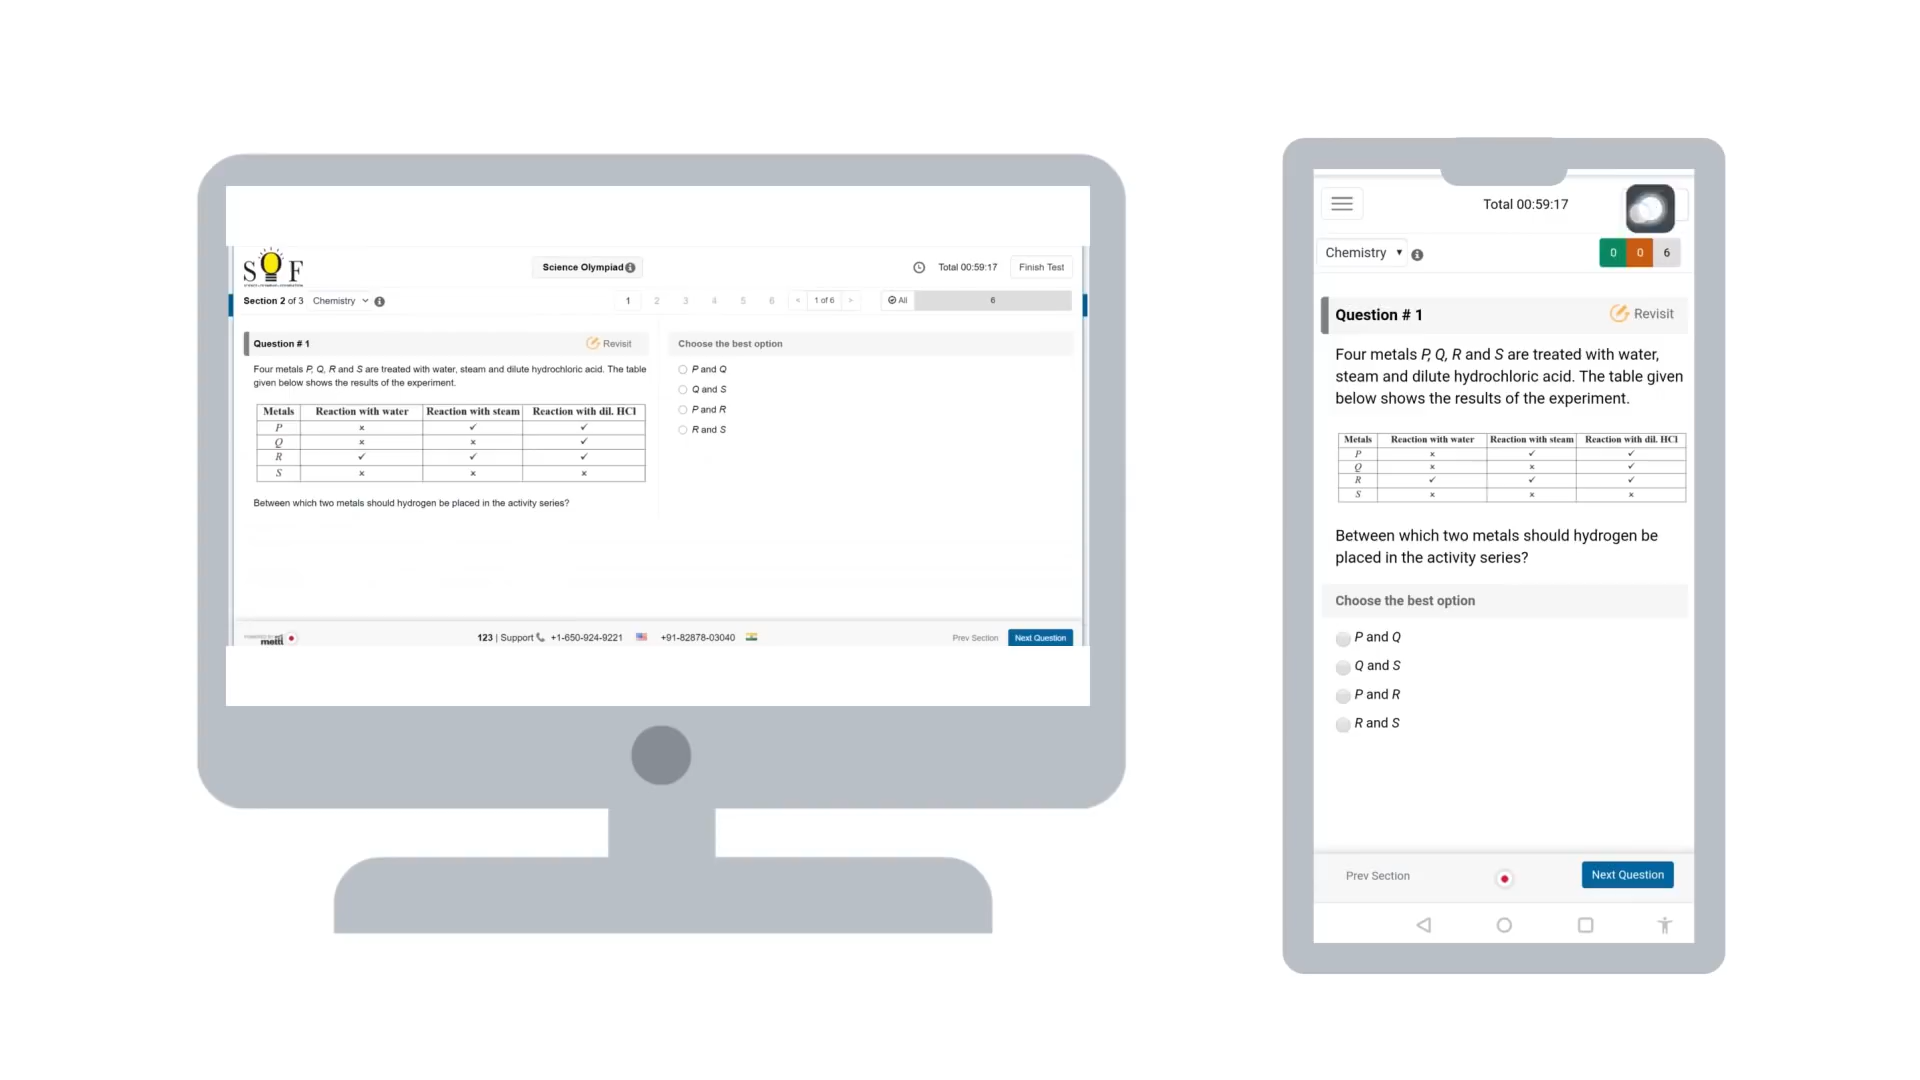 S F
Science Olympiad
Total 00:59:17
Finish Test
Section 2 of 3 Chemistry
1 2 3 4 5 6 < 1 of 6 > All 6
Question # 1
Revisit
Four metals P, Q, R and S are treated with water, steam and dilute hydrochloric acid. The table
given below shows the results of the experiment.
Metals Reaction with water Reaction with steam Reaction with dil. HCl
P × ✓ ✓
Q × × ✓
R ✓ ✓ ✓
S × × ×
Between which two metals should hydrogen be placed in the activity series?
Choose the best option
P and Q
Q and S
P and R
R and S
mettl
123 | Support +1-650-924-9221 +91-82878-03040
Prev Section
Next Question
Total 00:59:17
Chemistry
0 0 6
Question # 1
Revisit
Four metals P, Q, R and S are treated with water,
steam and dilute hydrochloric acid. The table given
below shows the results of the experiment.
Metals Reaction with water Reaction with steam Reaction with dil. HCl
P × ✓ ✓
Q × × ✓
R ✓ ✓ ✓
S × × ×
Between which two metals should hydrogen be
placed in the activity series?
Choose the best option
P and Q
Q and S
P and R
R and S
Prev Section
Next Question